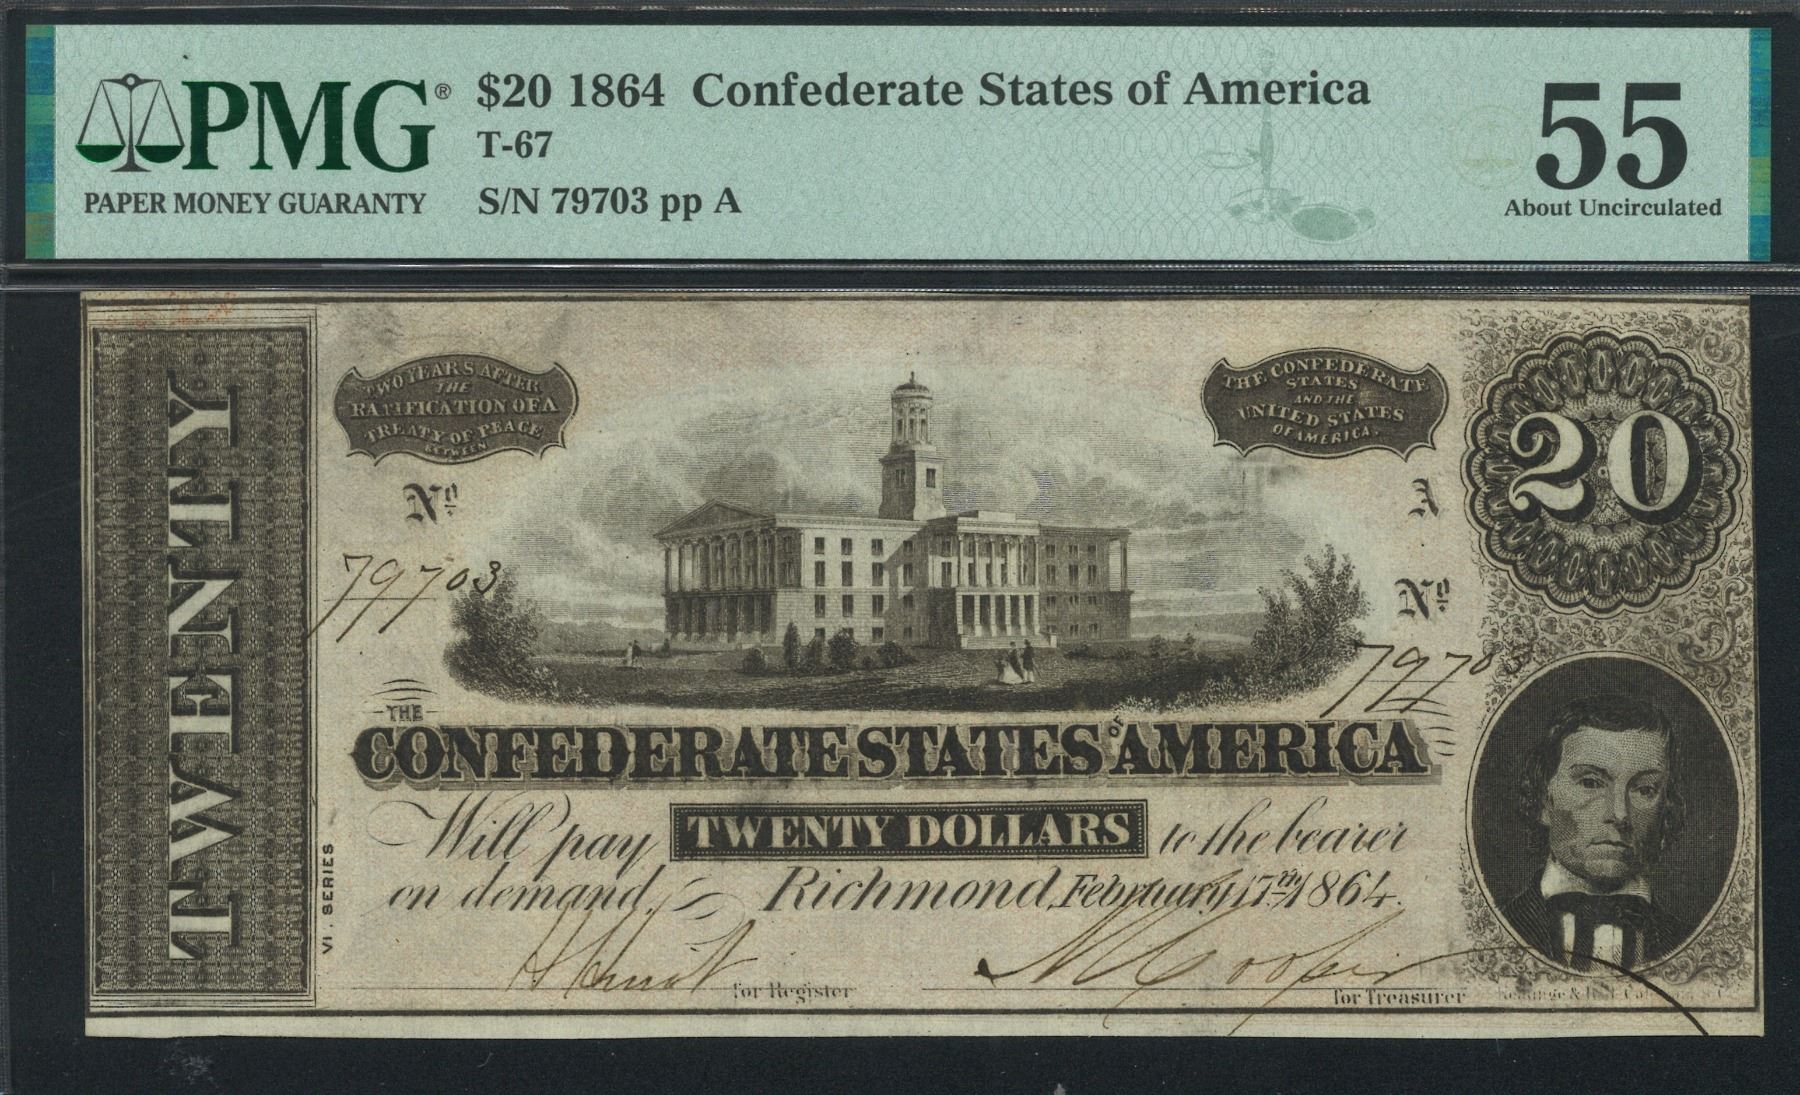 PMG®
PAPER MONEY GUARANTY
$20 1864 Confederate States of America
T-67
S/N 79703 pp A
55
About Uncirculated
TWENTY
TWO YEARS AFTER
THE
RATIFICATION OF A
TREATY OF PEACE
BETWEEN
THE CONFEDERATE
STATES
AND THE
UNITED STATES
OF AMERICA.
20
No
A
79703
No
79703
THE
CONFEDERATE STATES OF AMERICA
Will pay TWENTY DOLLARS to the bearer
on demand. Richmond, February 17th 1864.
VI. SERIES
for Register
Cooper
for Treasurer